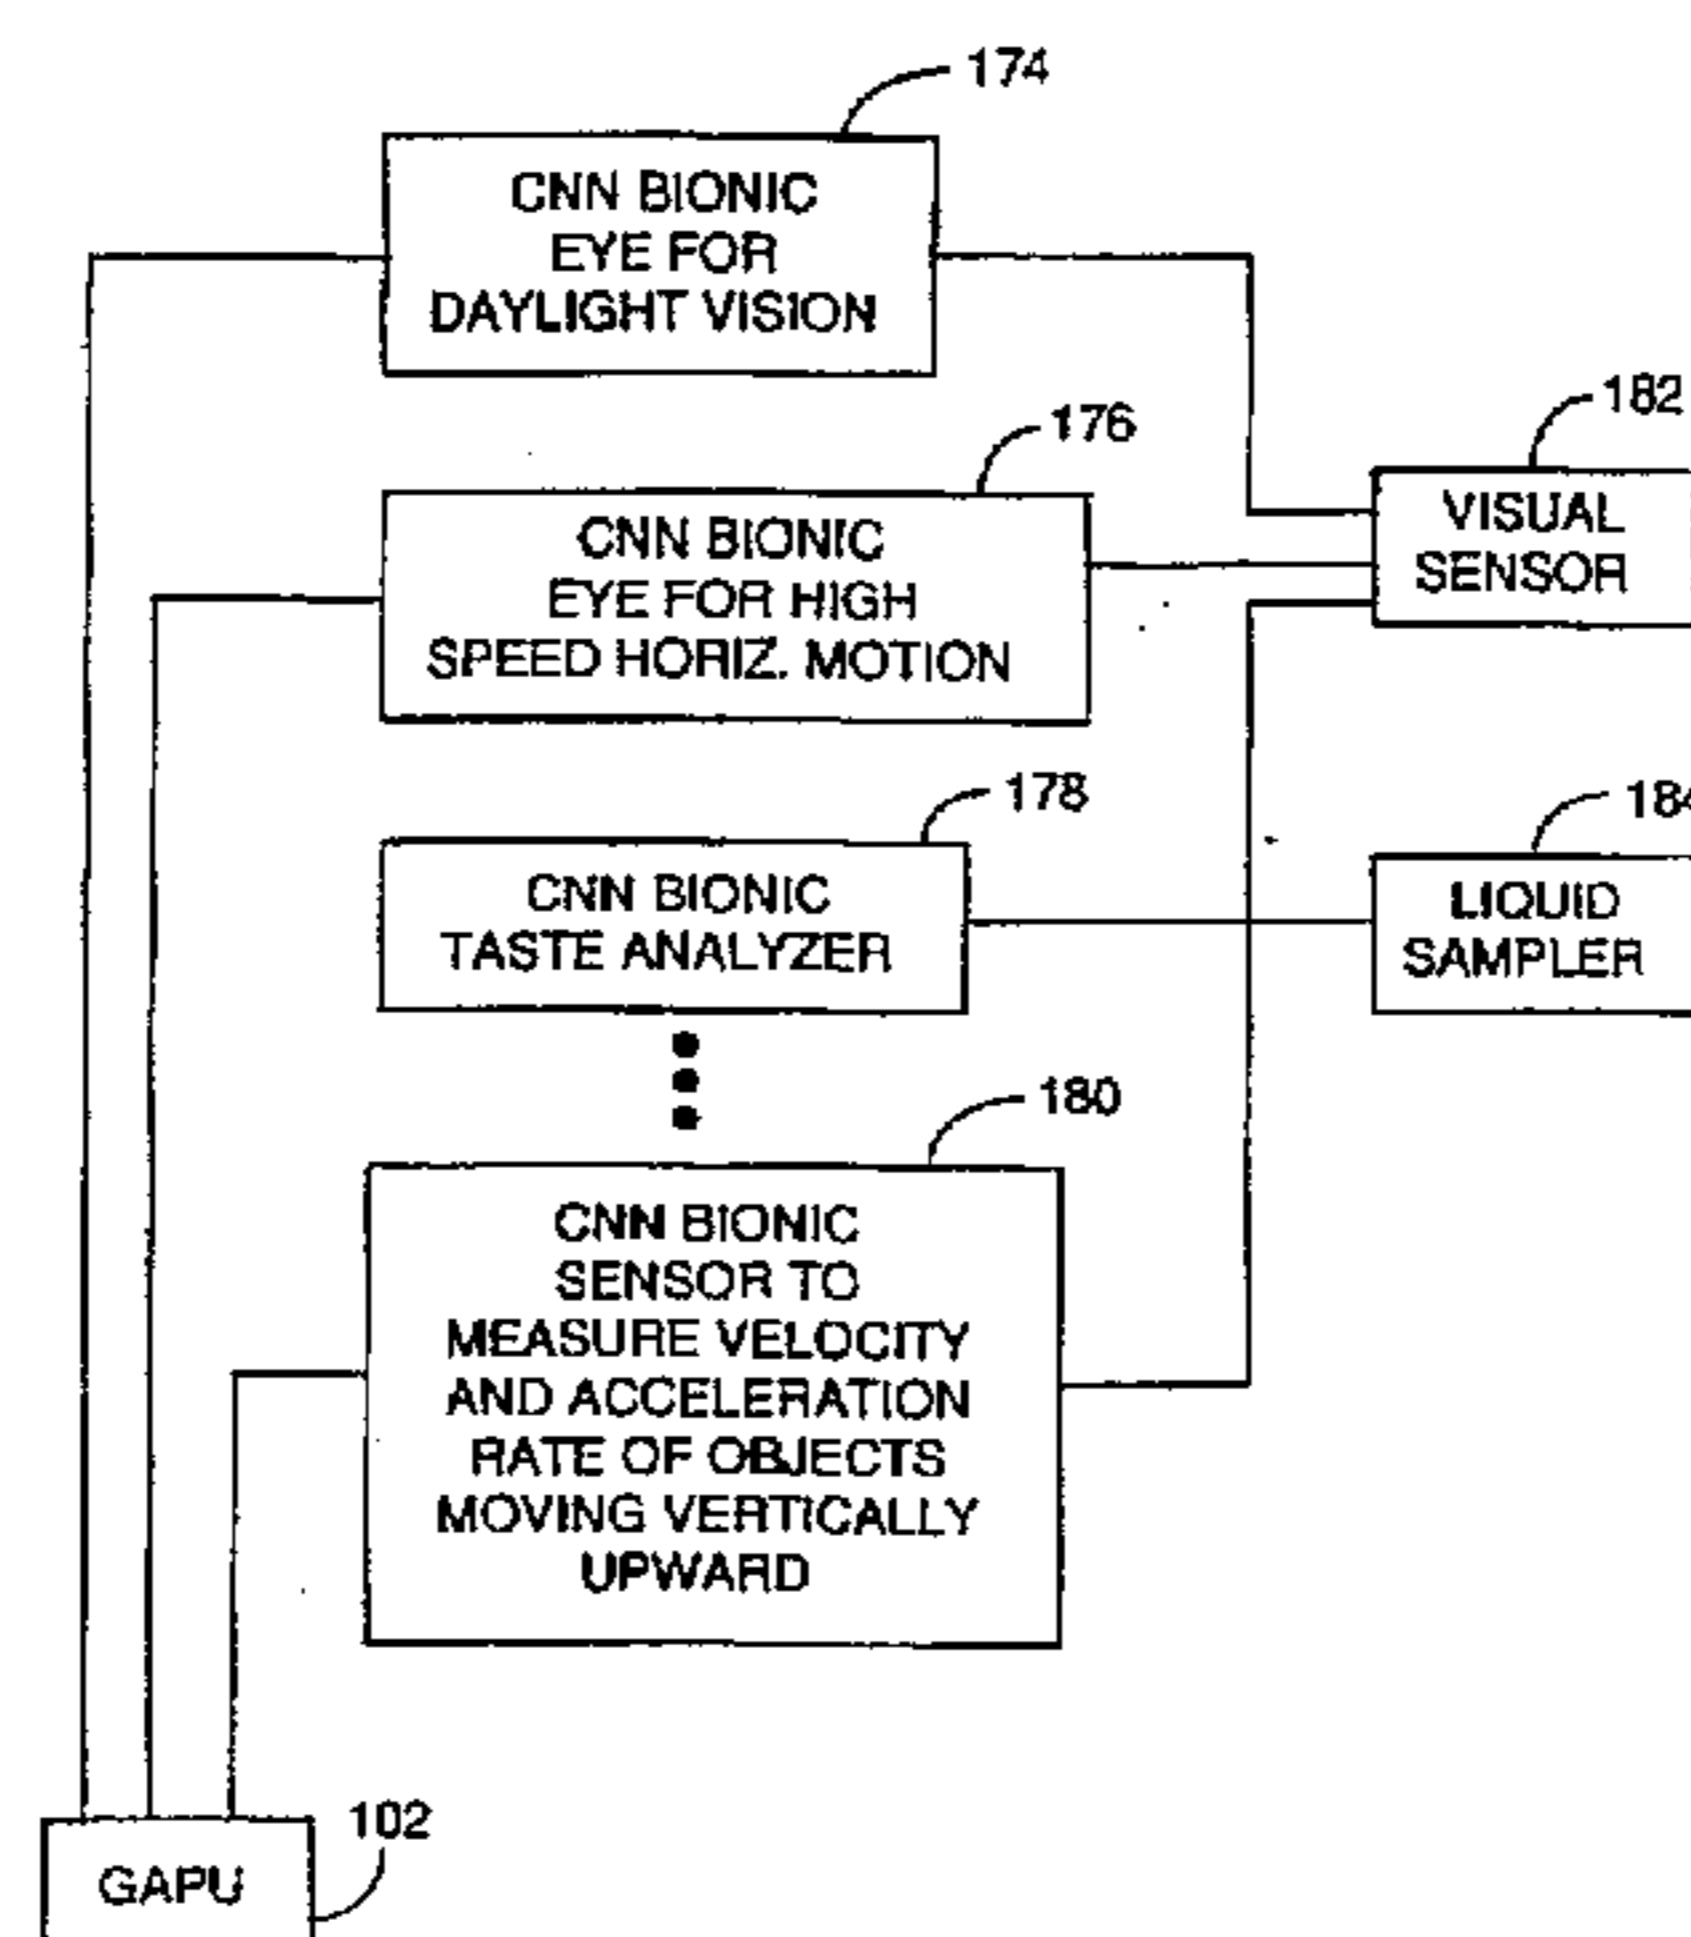 174
CNN BIONIC
EYE FOR
DAYLIGHT VISION
182
176
VISUAL
SENSOR
CNN BIONIC
EYE FOR HIGH
SPEED HORIZ. MOTION
178
184
CNN BIONIC
TASTE ANALYZER
LIQUID
SAMPLER
180
CNN BIONIC
SENSOR TO
MEASURE VELOCITY
AND ACCELERATION
RATE OF OBJECTS
MOVING VERTICALLY
UPWARD
102
GAPU